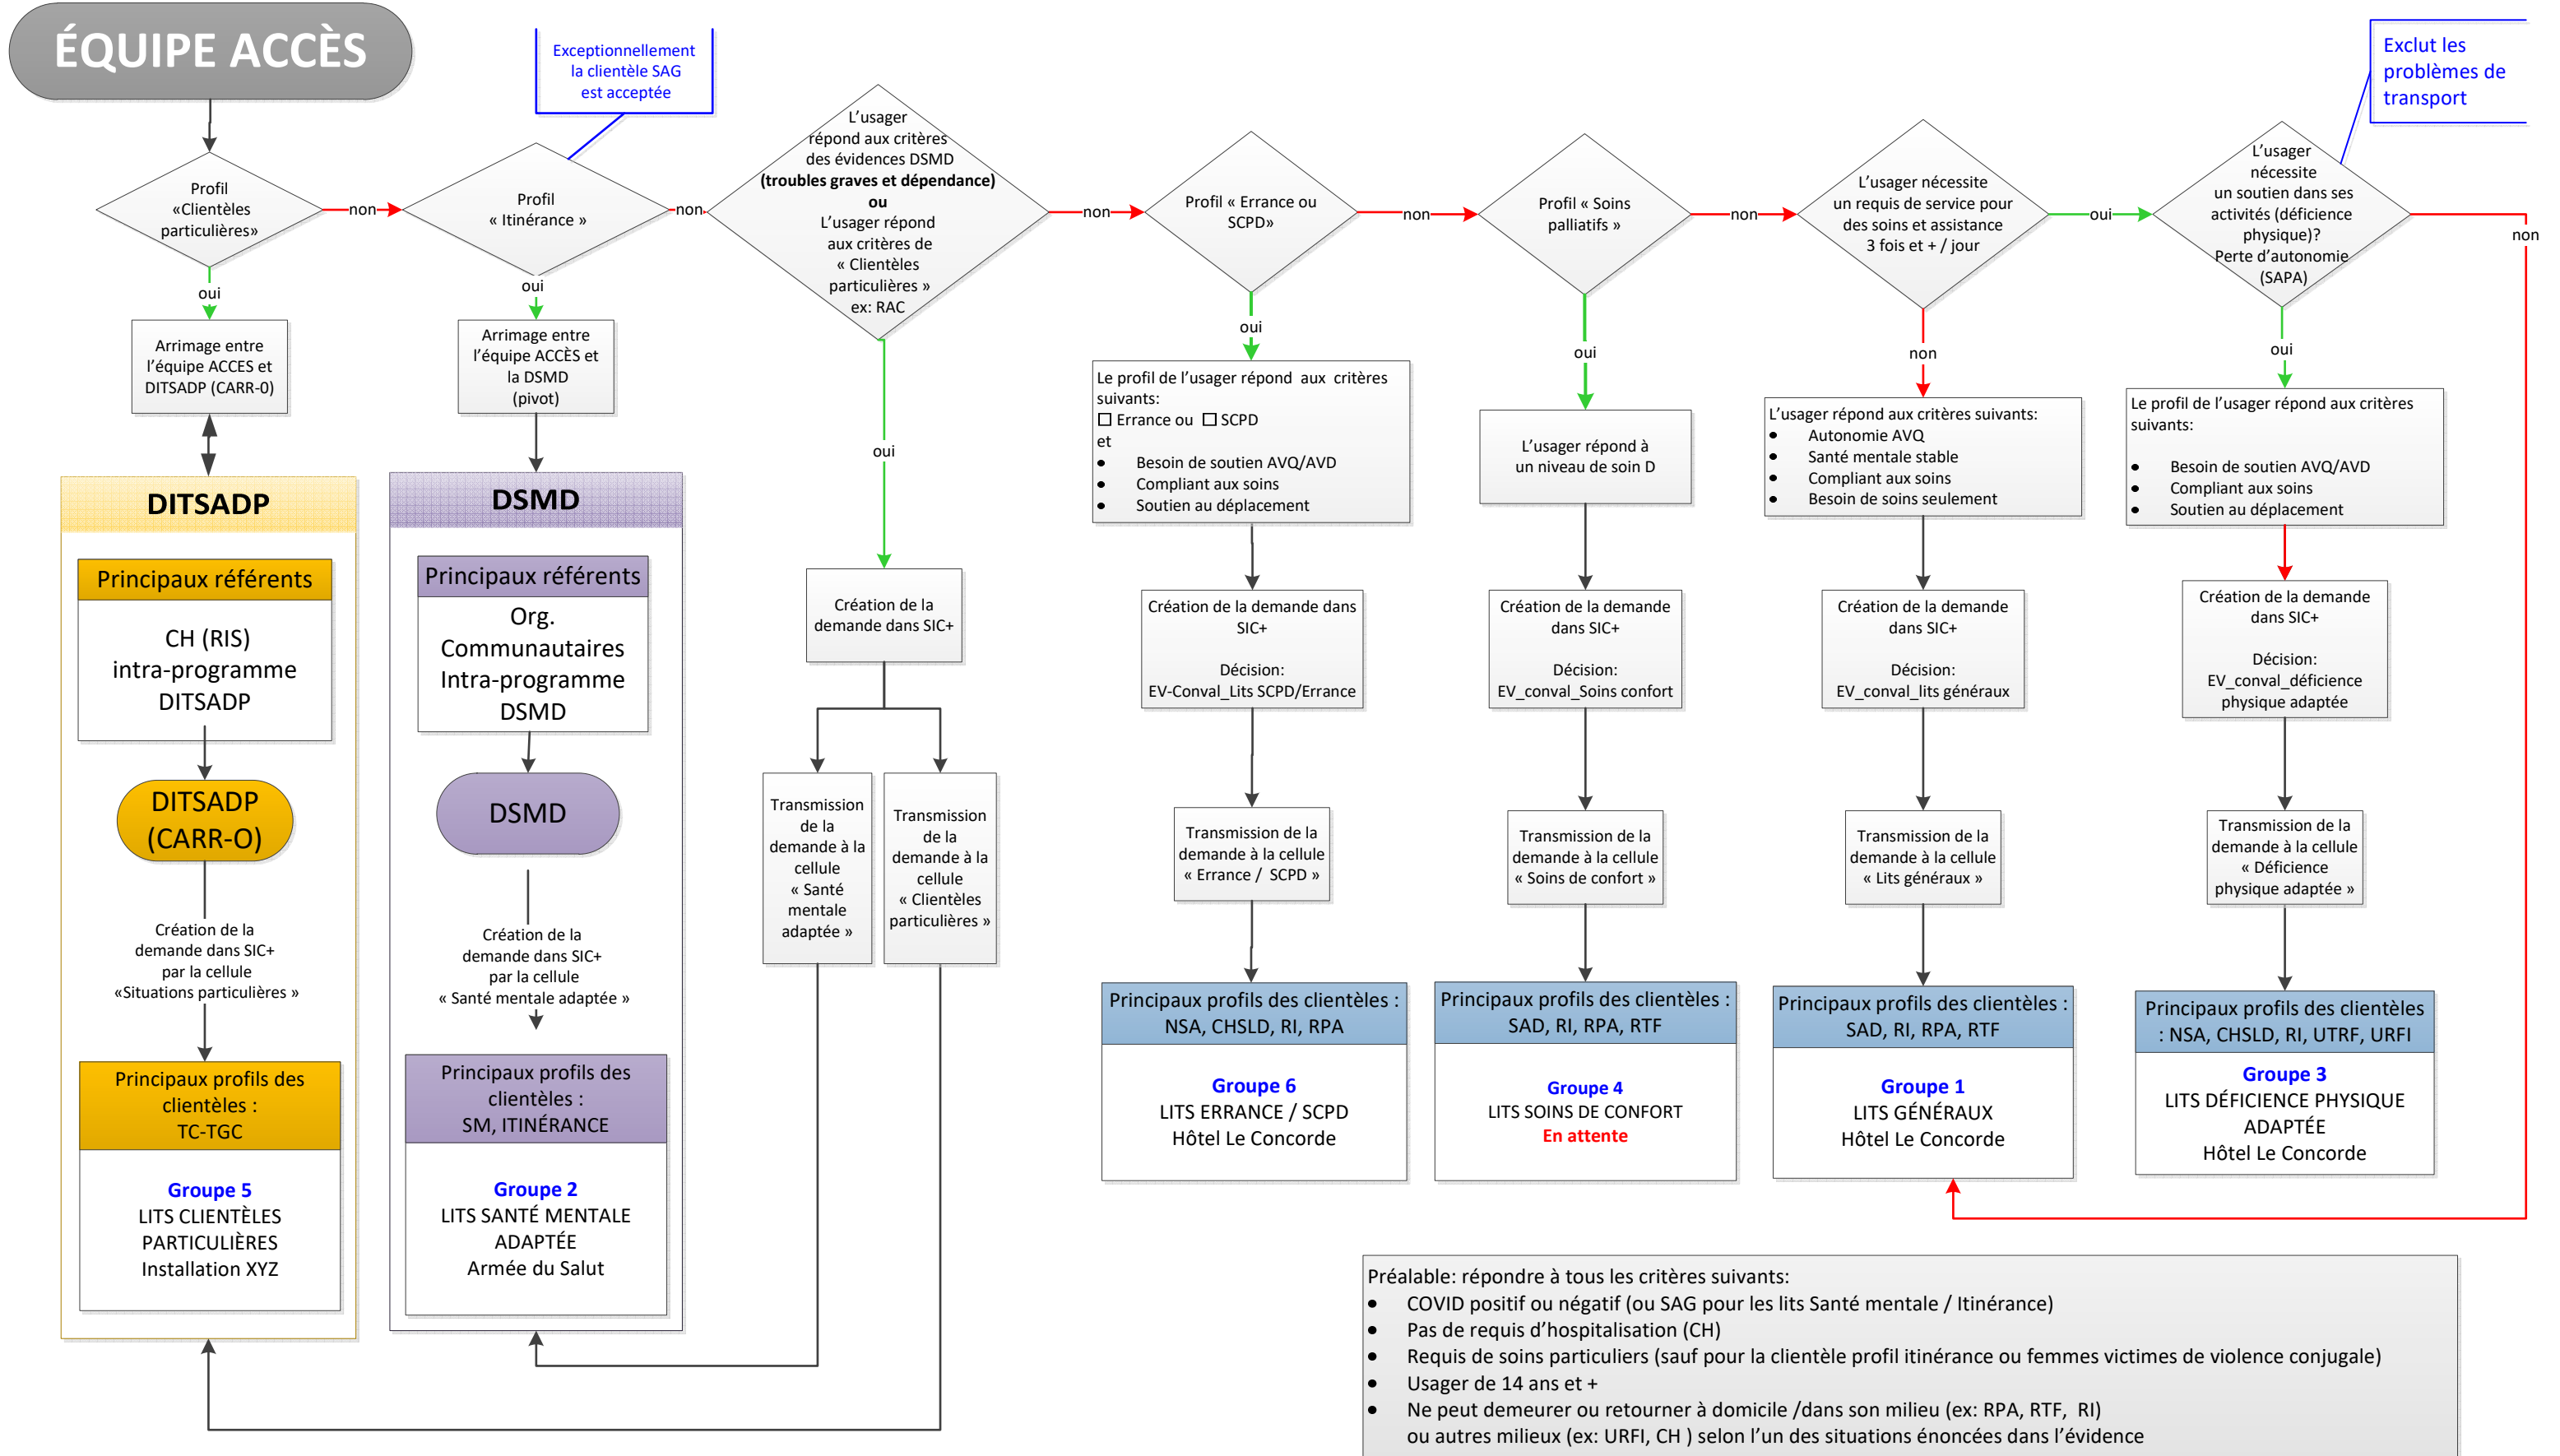 ÉQUIPE ACCÈS
Exceptionnellement
la clientèle SAG
est acceptée
Exclut les
problèmes de
transport
Profil
«Clientèles
particulières»
non
oui
Profil
« Itinérance »
non
oui
L’usager
répond aux critères
des évidences DSMD
(troubles graves et dépendance)
ou
L’usager répond
aux critères de
« Clientèles
particulières »
ex: RAC
non
oui
Profil « Errance ou
SCPD»
non
oui
Profil « Soins
palliatifs »
non
oui
L’usager nécessite
un requis de service pour
des soins et assistance
3 fois et + / jour
oui
non
L’usager
nécessite
un soutien dans ses
activités (déficience
physique)?
Perte d’autonomie
(SAPA)
non
oui
Arrimage entre
l’équipe ACCES et
DITSADP (CARR-0)
Arrimage entre
l’équipe ACCÈS et
la DSMD
(pivot)
Le profil de l’usager répond aux critères
suivants:
☐ Errance ou ☐ SCPD
et
• Besoin de soutien AVQ/AVD
• Compliant aux soins
• Soutien au déplacement
L’usager répond à
un niveau de soin D
L’usager répond aux critères suivants:
• Autonomie AVQ
• Santé mentale stable
• Compliant aux soins
• Besoin de soins seulement
Le profil de l’usager répond aux critères
suivants:
• Besoin de soutien AVQ/AVD
• Compliant aux soins
• Soutien au déplacement
DITSADP
Principaux référents
CH (RIS)
intra-programme
DITSADP
DITSADP
(CARR-O)
Création de la
demande dans SIC+
par la cellule
«Situations particulières »
Principaux profils des
clientèles :
TC-TGC
Groupe 5
LITS CLIENTÈLES
PARTICULIÈRES
Installation XYZ
DSMD
Principaux référents
Org.
Communautaires
Intra-programme
DSMD
DSMD
Création de la
demande dans SIC+
par la cellule
« Santé mentale adaptée »
Principaux profils des
clientèles :
SM, ITINÉRANCE
Groupe 2
LITS SANTÉ MENTALE
ADAPTÉE
Armée du Salut
Création de la
demande dans SIC+
Transmission
de la
demande à la
cellule
« Santé
mentale
adaptée »
Transmission
de la
demande à la
cellule
« Clientèles
particulières »
Création de la demande dans
SIC+
Décision:
EV-Conval_Lits SCPD/Errance
Transmission de la
demande à la cellule
« Errance / SCPD »
Principaux profils des clientèles :
NSA, CHSLD, RI, RPA
Groupe 6
LITS ERRANCE / SCPD
Hôtel Le Concorde
Création de la demande
dans SIC+
Décision:
EV_conval_Soins confort
Transmission de la
demande à la cellule
« Soins de confort »
Principaux profils des clientèles :
SAD, RI, RPA, RTF
Groupe 4
LITS SOINS DE CONFORT
En attente
Création de la demande
dans SIC+
Décision:
EV_conval_lits généraux
Transmission de la
demande à la cellule
« Lits généraux »
Principaux profils des clientèles :
SAD, RI, RPA, RTF
Groupe 1
LITS GÉNÉRAUX
Hôtel Le Concorde
Création de la demande
dans SIC+
Décision:
EV_conval_déficience
physique adaptée
Transmission de la
demande à la cellule
« Déficience
physique adaptée »
Principaux profils des clientèles
: NSA, CHSLD, RI, UTRF, URFI
Groupe 3
LITS DÉFICIENCE PHYSIQUE
ADAPTÉE
Hôtel Le Concorde
Préalable: répondre à tous les critères suivants:
• COVID positif ou négatif (ou SAG pour les lits Santé mentale / Itinérance)
• Pas de requis d’hospitalisation (CH)
• Requis de soins particuliers (sauf pour la clientèle profil itinérance ou femmes victimes de violence conjugale)
• Usager de 14 ans et +
• Ne peut demeurer ou retourner à domicile /dans son milieu (ex: RPA, RTF, RI)
ou autres milieux (ex: URFI, CH ) selon l’un des situations énoncées dans l’évidence